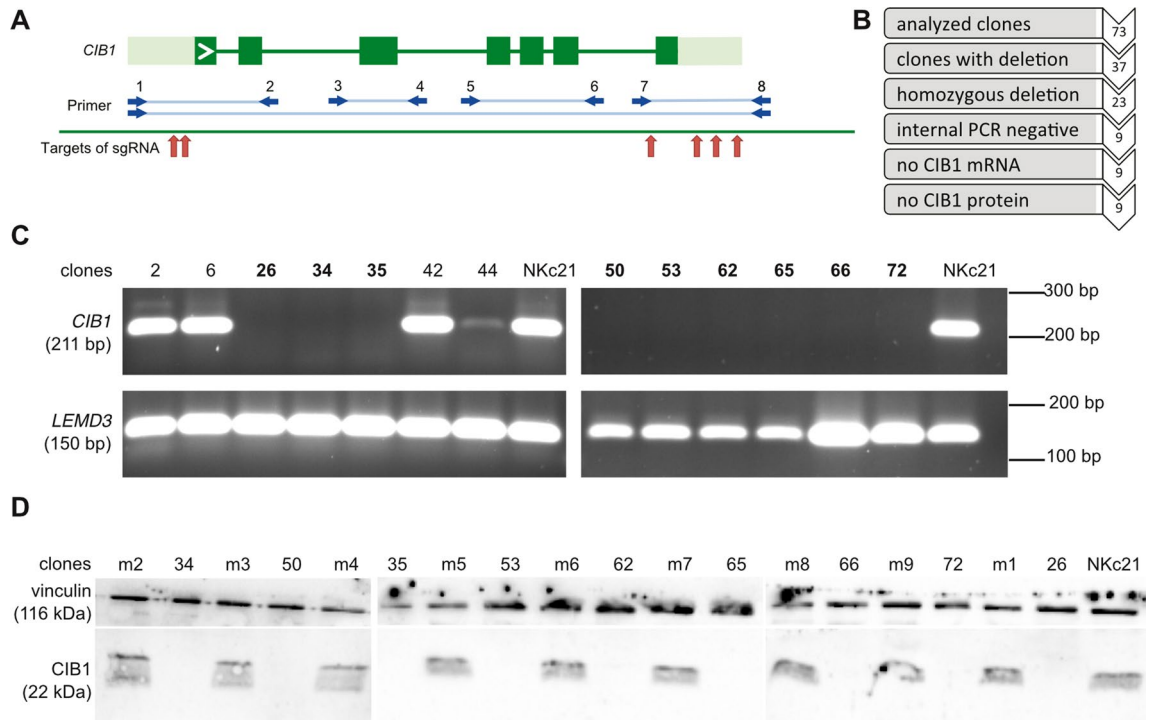 A
CIB1
1 2 3 4 5 6 7 8
Primer
Targets of sgRNA
B
analyzed clones 73
clones with deletion 37
homozygous deletion 23
internal PCR negative 9
no CIB1 mRNA 9
no CIB1 protein 9
C
clones 2 6 26 34 35 42 44 NKc21 50 53 62 65 66 72 NKc21
CIB1
(211 bp)
300 bp
200 bp
LEMD3
(150 bp)
200 bp
100 bp
D
clones m2 34 m3 50 m4 35 m5 53 m6 62 m7 65 m8 66 m9 72 m1 26 NKc21
vinculin
(116 kDa)
CIB1
(22 kDa)